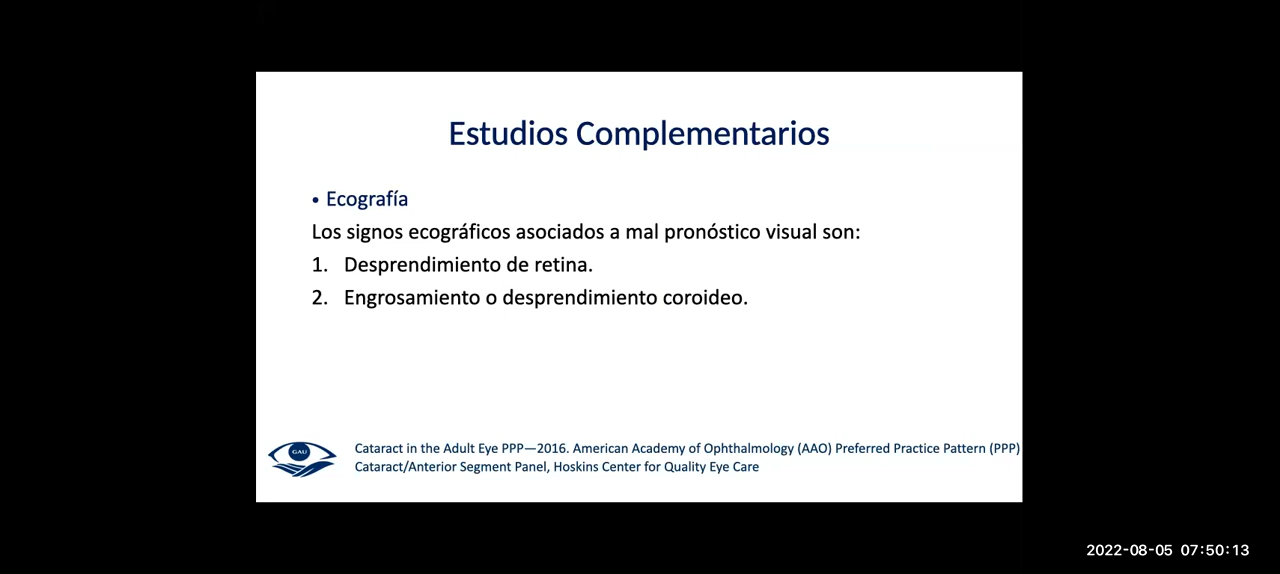 Estudios Complementarios
• Ecografía
Los signos ecográficos asociados a mal pronóstico visual son:
1. Desprendimiento de retina.
2. Engrosamiento o desprendimiento coroideo.
GAU
Cataract in the Adult Eye PPP—2016. American Academy of Ophthalmology (AAO) Preferred Practice Pattern (PPP)
Cataract/Anterior Segment Panel, Hoskins Center for Quality Eye Care
2022-08-05 07:50:13